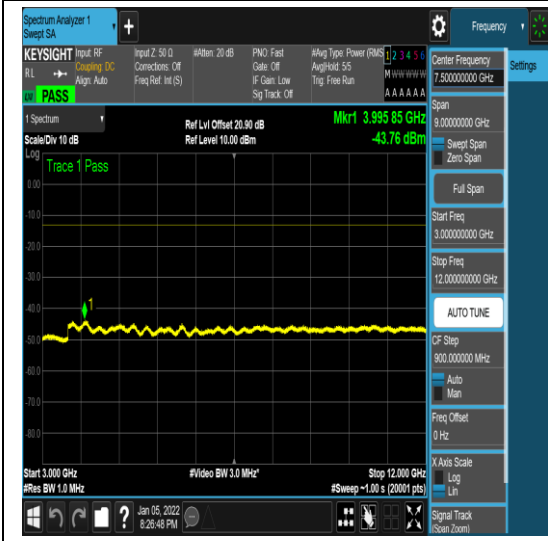 Spectrum Analyzer 1
Swept SA
+
Frequency
KEYSIGHT
RL
Input: RF
Coupling: DC
Align: Auto
Input Z: 50 Ω
Corrections: Off
Freq Ref: Int (S)
#Atten: 20 dB
PNO: Fast
Gate: Off
IF Gain: Low
Sig Track: Off
#Avg Type: Power (RMS
Avg|Hold: 5/5
Trig: Free Run
1 2 3 4 5 6
M W W W W W
A A A A A A
PASS
1 Spectrum
Scale/Div 10 dB
Log
Ref Lvl Offset 20.90 dB
Ref Level 10.00 dBm
Mkr1 3.995 85 GHz
-43.76 dBm
Trace 1 Pass
0.00
-10.0
-20.0
-30.0
-40.0
-50.0
-60.0
-70.0
-80.0
1
Start 3.000 GHz
#Res BW 1.0 MHz
#Video BW 3.0 MHz*
Stop 12.000 GHz
#Sweep ~1.00 s (20001 pts)
?
Jan 05, 2022
8:26:48 PM
Center Frequency
7.500000000 GHz
Settings
Span
9.00000000 GHz
Swept Span
Zero Span
Full Span
Start Freq
3.000000000 GHz
Stop Freq
12.000000000 GHz
AUTO TUNE
CF Step
900.000000 MHz
Auto
Man
Freq Offset
0 Hz
X Axis Scale
Log
Lin
Signal Track
(Span Zoom)